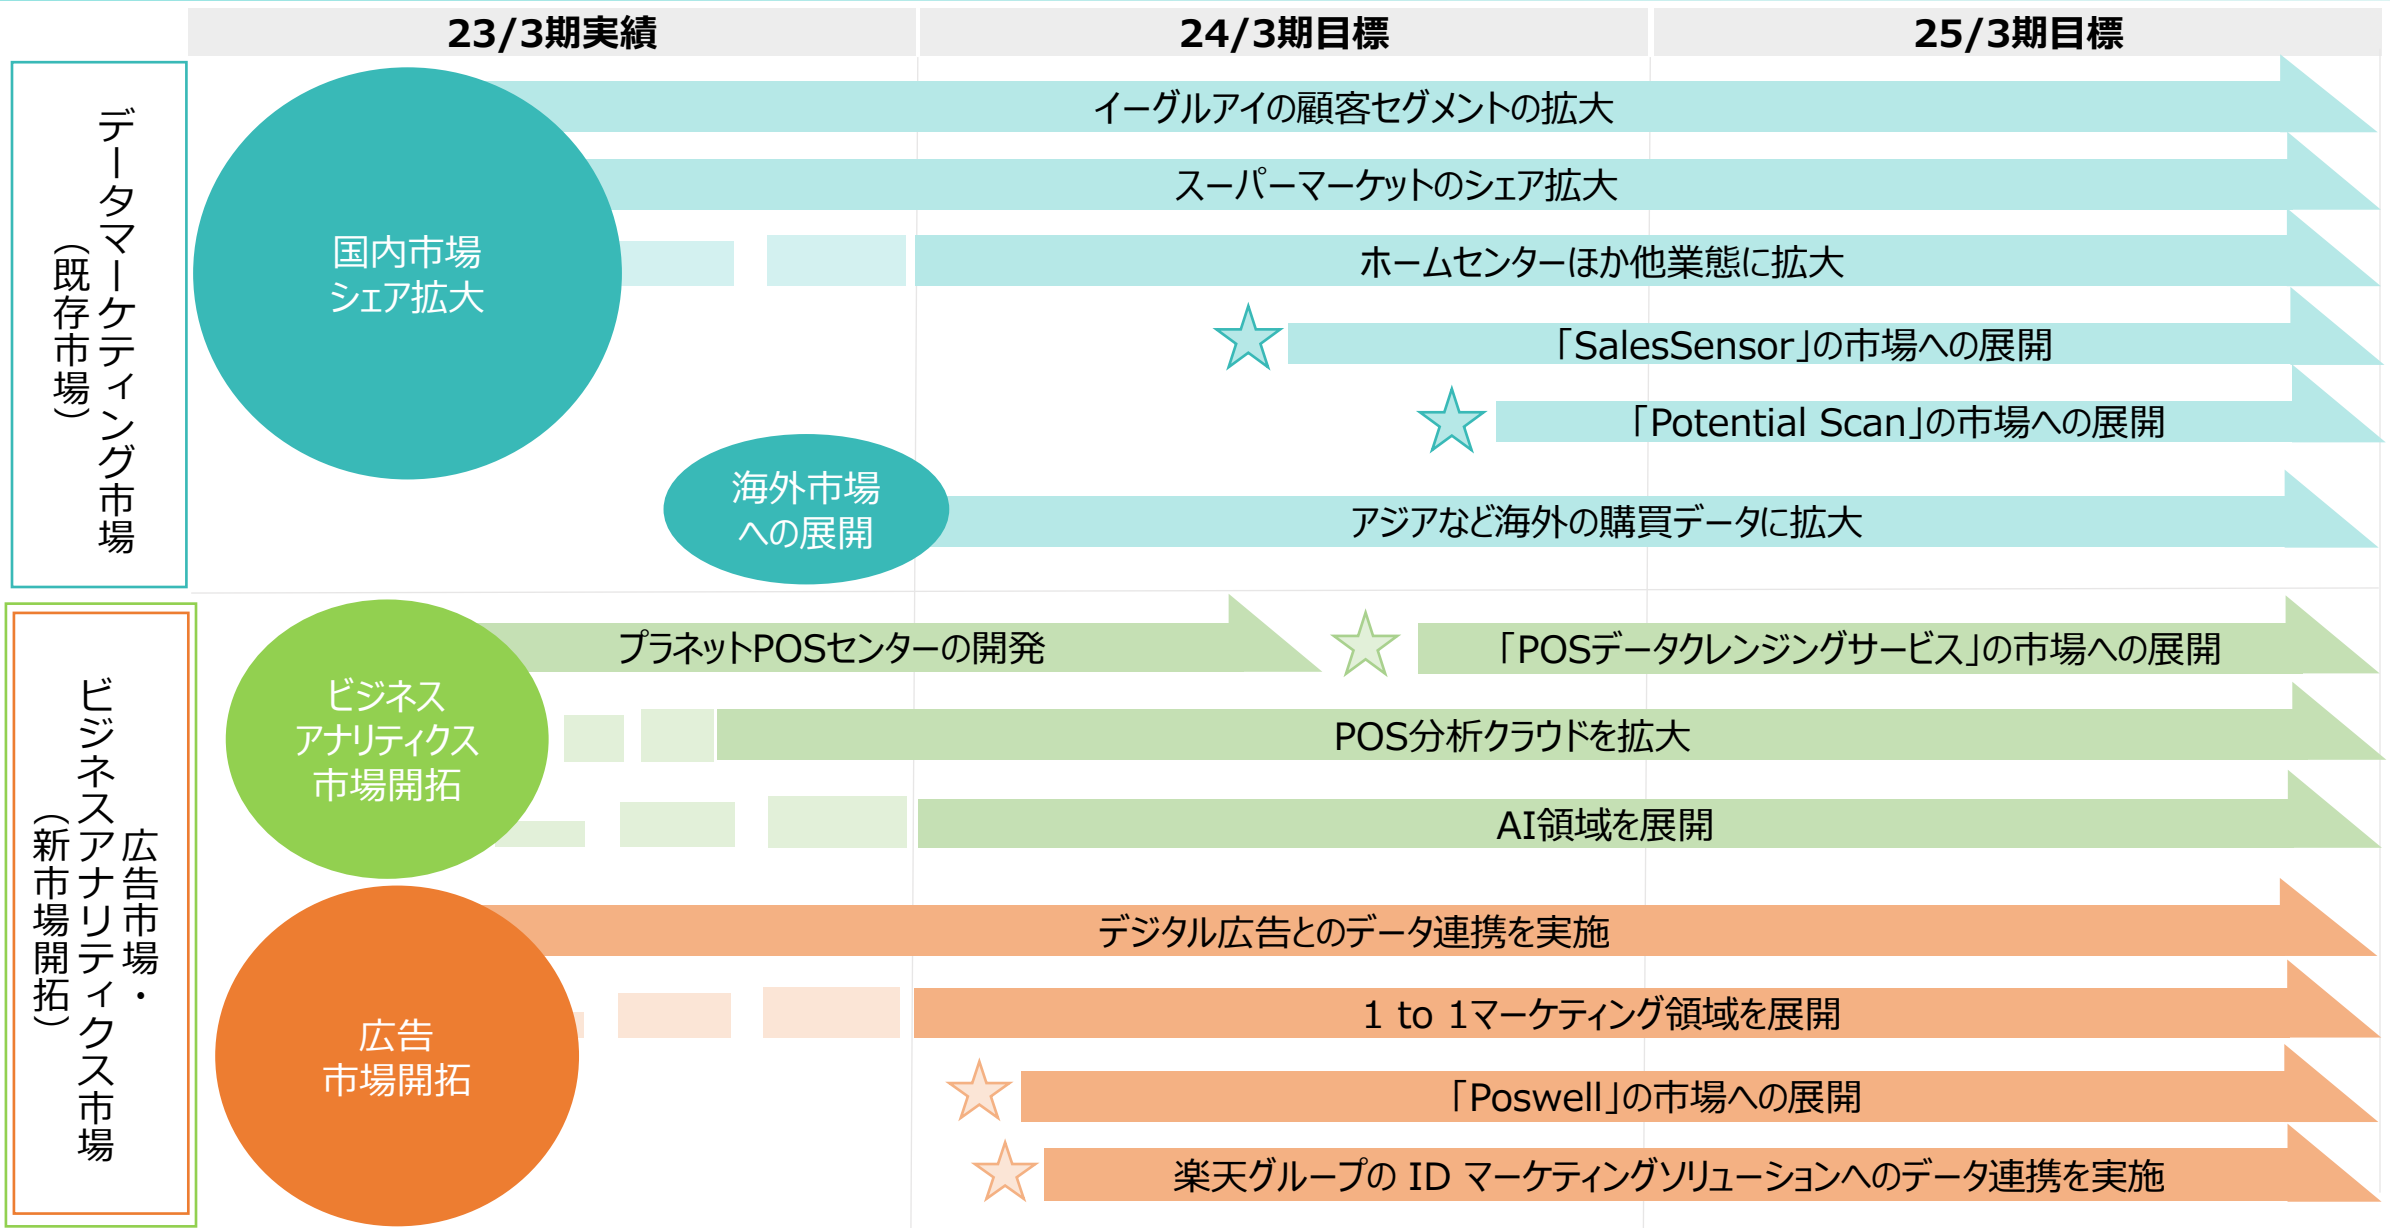 23/3期実績
24/3期目標
25/3期目標
データマーケティング市場
（既存市場）
国内市場
シェア拡大
イーグルアイの顧客セグメントの拡大
スーパーマーケットのシェア拡大
ホームセンターほか他業態に拡大
「SalesSensor」の市場への展開
「Potential Scan」の市場への展開
海外市場
への展開
アジアなど海外の購買データに拡大
広告市場・
ビジネスアナリティクス市場
（新市場開拓）
ビジネス
アナリティクス
市場開拓
プラネットPOSセンターの開発
「POSデータクレンジングサービス」の市場への展開
POS分析クラウドを拡大
AI領域を展開
広告
市場開拓
デジタル広告とのデータ連携を実施
1 to 1マーケティング領域を展開
「Poswell」の市場への展開
楽天グループの ID マーケティングソリューションへのデータ連携を実施